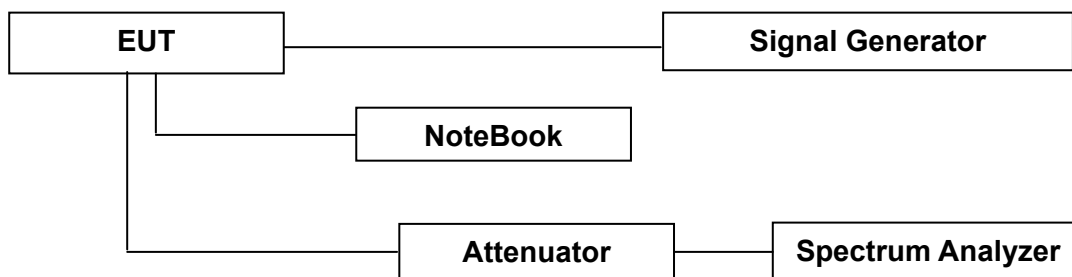 EUT
Signal Generator
NoteBook
Attenuator
Spectrum Analyzer